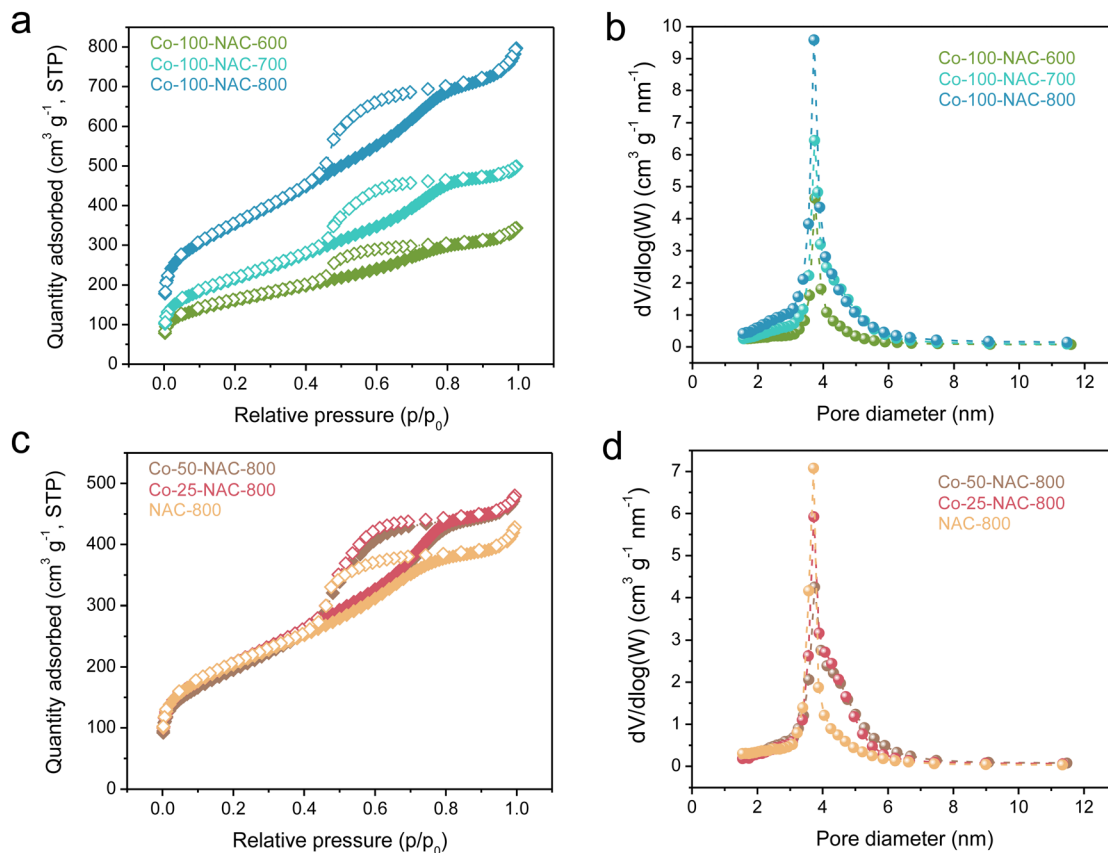 a
Quantity adsorbed (cm³ g⁻¹, STP)
800
700
600
500
400
300
200
100
0
Co-100-NAC-600
Co-100-NAC-700
Co-100-NAC-800
0.0 0.2 0.4 0.6 0.8 1.0
Relative pressure (p/p₀)
b
dV/dlog(W) (cm³ g⁻¹ nm⁻¹)
10
9
8
7
6
5
4
3
2
1
0
Co-100-NAC-600
Co-100-NAC-700
Co-100-NAC-800
2 4 6 8 10 12
Pore diameter (nm)
c
Quantity adsorbed (cm³ g⁻¹, STP)
500
400
300
200
100
0
Co-50-NAC-800
Co-25-NAC-800
NAC-800
0.0 0.2 0.4 0.6 0.8 1.0
Relative pressure (p/p₀)
d
dV/dlog(W) (cm³ g⁻¹ nm⁻¹)
7
6
5
4
3
2
1
0
Co-50-NAC-800
Co-25-NAC-800
NAC-800
2 4 6 8 10 12
Pore diameter (nm)